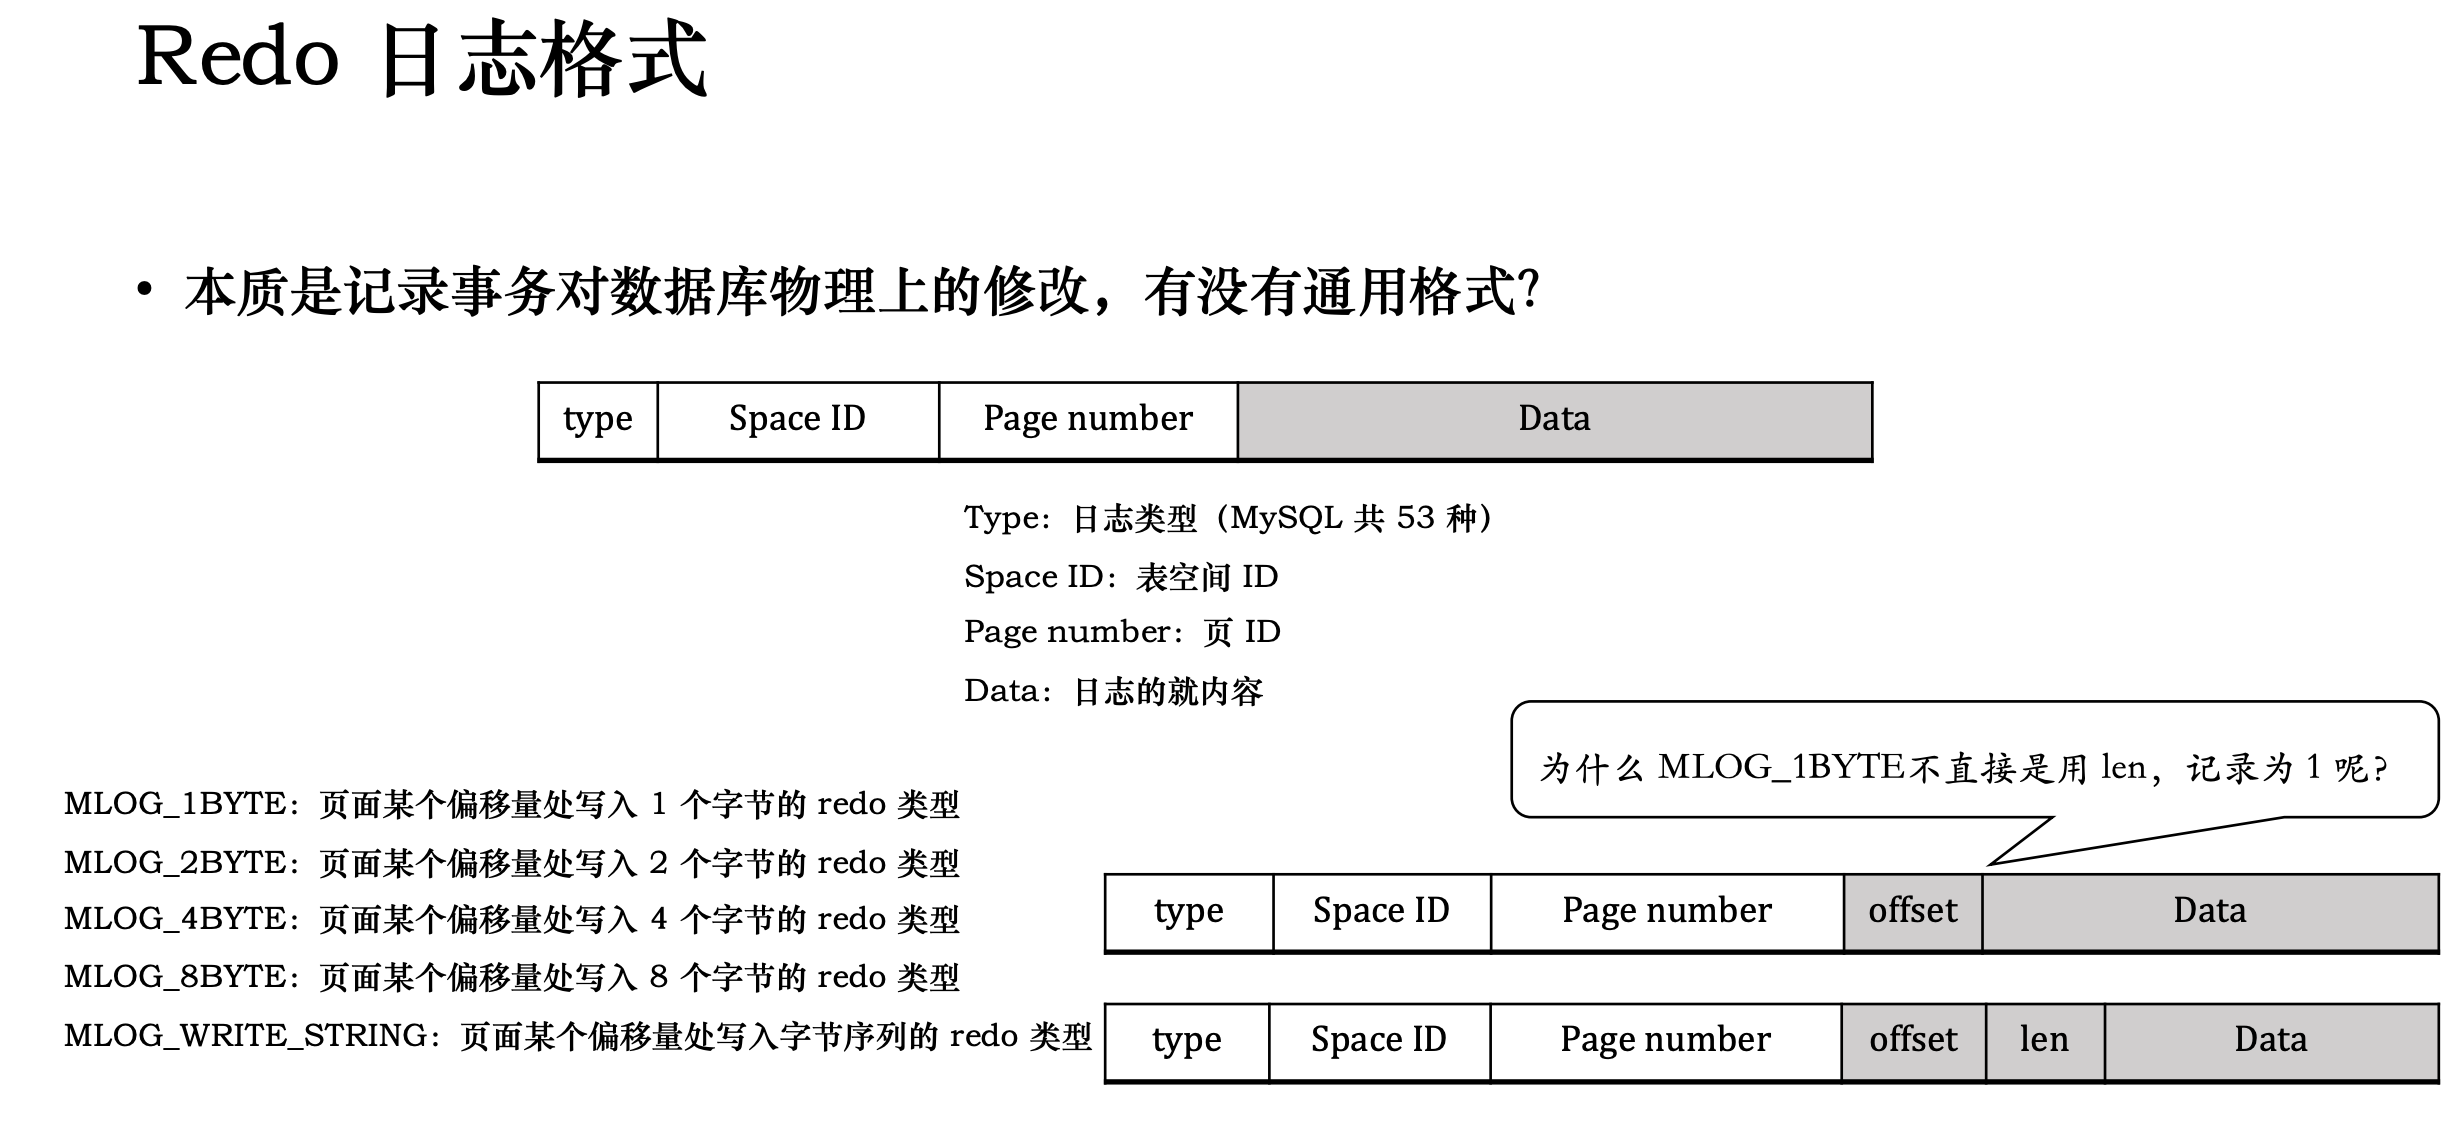 Redo 日志格式
• 本质是记录事务对数据库物理上的修改，有没有通用格式？
type Space ID Page number Data
Type：日志类型（MySQL 共 53 种）
Space ID：表空间 ID
Page number：页 ID
Data：日志的就内容
为什么 MLOG_1BYTE不直接是用 len，记录为 1 呢？
MLOG_1BYTE：页面某个偏移量处写入 1 个字节的 redo 类型
MLOG_2BYTE：页面某个偏移量处写入 2 个字节的 redo 类型
MLOG_4BYTE：页面某个偏移量处写入 4 个字节的 redo 类型
type Space ID Page number offset Data
MLOG_8BYTE：页面某个偏移量处写入 8 个字节的 redo 类型
MLOG_WRITE_STRING：页面某个偏移量处写入字节序列的 redo 类型
type Space ID Page number offset len Data